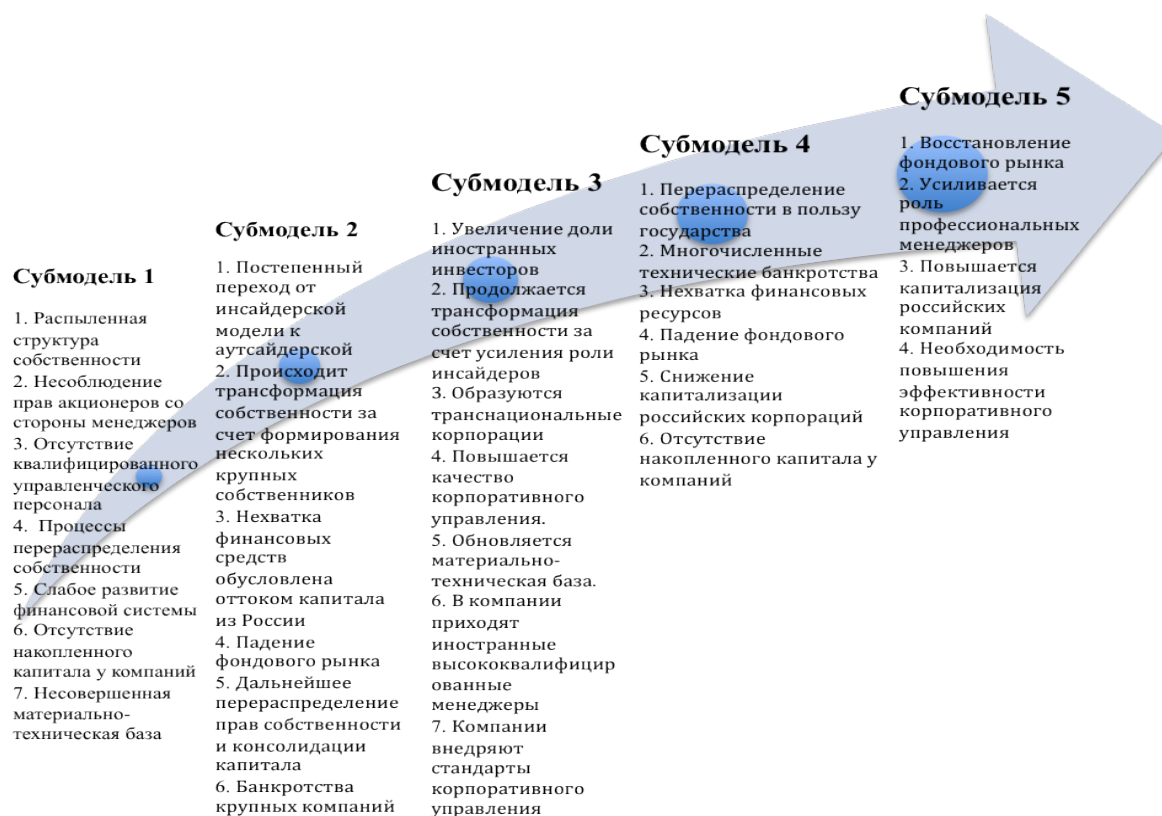 Субмодель 1
1. Распыленная
структура
собственности
2. Несоблюдение
прав акционеров со
стороны менеджеров
3. Отсутствие
квалифицированного
управленческого
персонала
4. Процессы
перераспределения
собственности
5. Слабое развитие
финансовой системы
6. Отсутствие
накопленного
капитала у компаний
7. Несовершенная
материально-
техническая база
Субмодель 2
1. Постепенный
переход от
инсайдерской
модели к
аутсайдерской
2. Происходит
трансформация
собственности за
счет формирования
нескольких
крупных
собственников
3. Нехватка
финансовых
средств
обусловлена
оттоком капитала
из России
4. Падение
фондового рынка
5. Дальнейшее
перераспределение
прав собственности
и консолидации
капитала
6. Банкротства
крупных компаний
Субмодель 3
1. Увеличение доли
иностранных
инвесторов
2. Продолжается
трансформация
собственности за
счет усиления роли
инсайдеров
3. Образуются
транснациональные
корпорации
4. Повышается
качество
корпоративного
управления.
5. Обновляется
материально-
техническая база.
6. В компании
приходят
иностранные
высококвалифицир
ованные
менеджеры
7. Компании
внедряют
стандарты
корпоративного
управления
Субмодель 4
1. Перераспределение
собственности в пользу
государства
2. Многочисленные
технические банкротства
3. Нехватка финансовых
ресурсов
4. Падение фондового
рынка
5. Снижение
капитализации
российских корпораций
6. Отсутствие
накопленного капитала у
компаний
Субмодель 5
1. Восстановление
фондового рынка
2. Усиливается
роль
профессиональных
менеджеров
3. Повышается
капитализация
российских
компаний
4. Необходимость
повышения
эффективности
корпоративного
управления